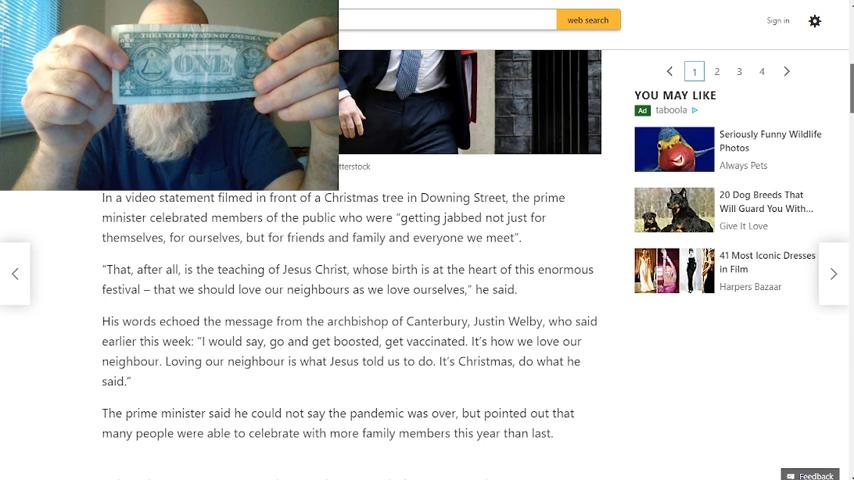 THE UNITED STATES OF AMERICA
ONE
web search
Sign in
1 2 3 4
YOU MAY LIKE
Ad taboola
Seriously Funny Wildlife
Photos
Always Pets
20 Dog Breeds That
Will Guard You With...
Give It Love
41 Most Iconic Dresses
in Film
Harpers Bazaar
tterstock
In a video statement filmed in front of a Christmas tree in Downing Street, the prime
minister celebrated members of the public who were “getting jabbed not just for
themselves, for ourselves, but for friends and family and everyone we meet”.
“That, after all, is the teaching of Jesus Christ, whose birth is at the heart of this enormous
festival – that we should love our neighbours as we love ourselves,” he said.
His words echoed the message from the archbishop of Canterbury, Justin Welby, who said
earlier this week: “I would say, go and get boosted, get vaccinated. It’s how we love our
neighbour. Loving our neighbour is what Jesus told us to do. It’s Christmas, do what he
said.”
The prime minister said he could not say the pandemic was over, but pointed out that
many people were able to celebrate with more family members this year than last.
Feedback